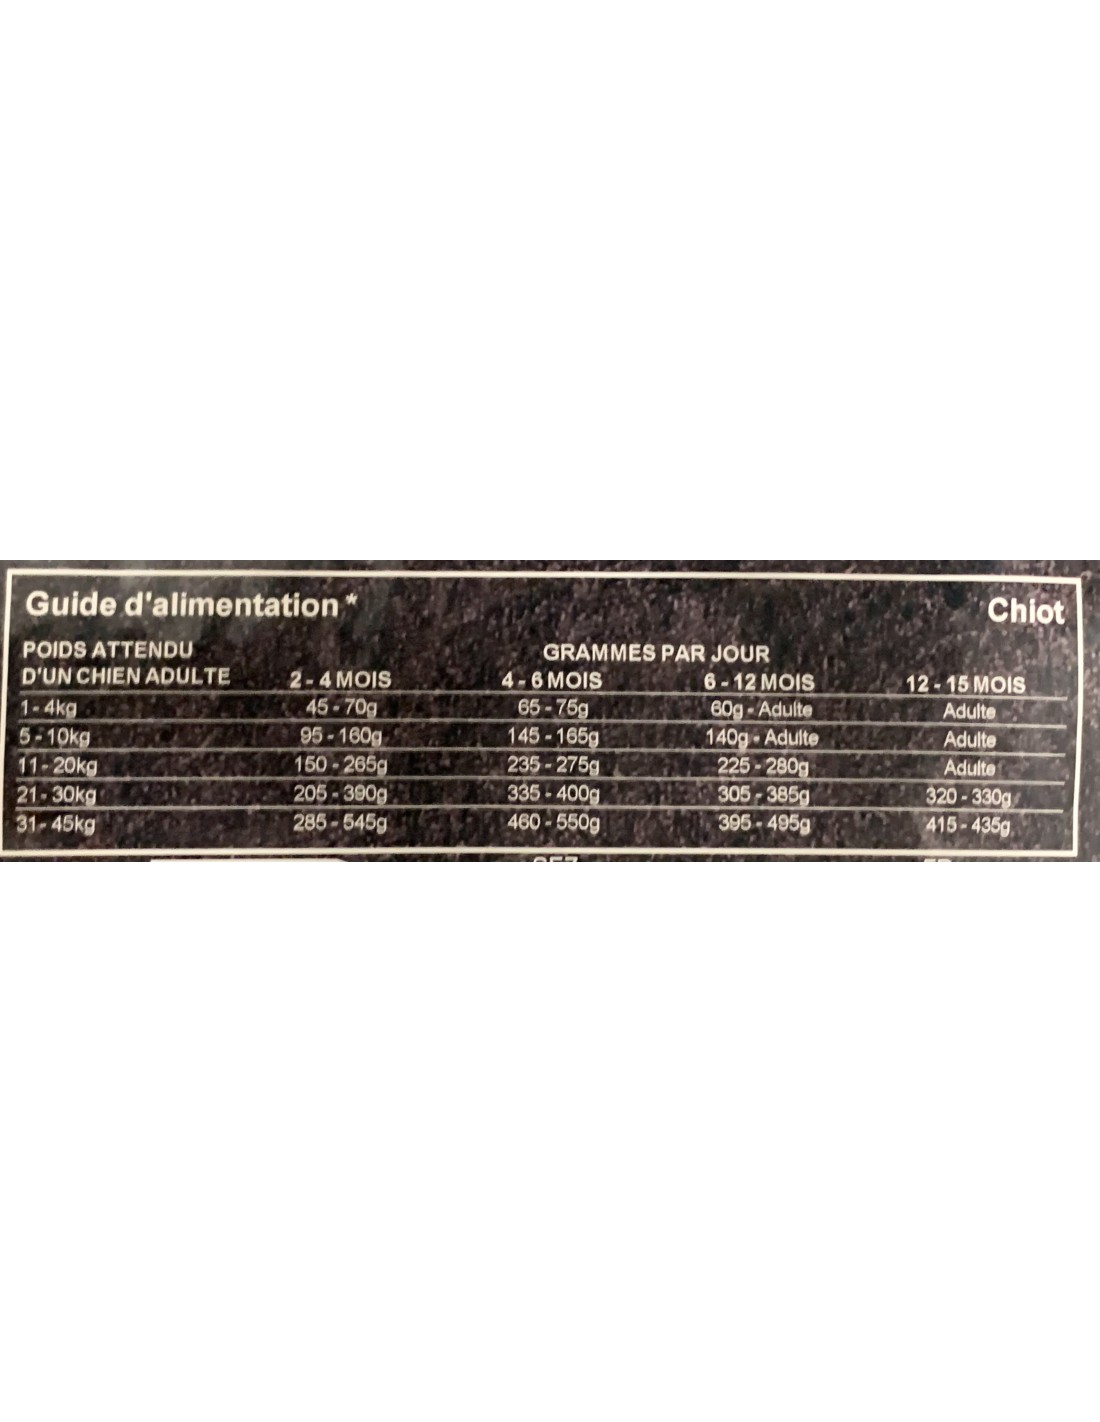 Guide d'alimentation * Chiot
POIDS ATTENDU GRAMMES PAR JOUR
D'UN CHIEN ADULTE 2 - 4 MOIS 4 - 6 MOIS 6 - 12 MOIS 12 - 15 MOIS
1 - 4kg 45 - 70g 65 - 75g 60g - Adulte Adulte
5 - 10kg 95 - 160g 145 - 165g 140g - Adulte Adulte
11 - 20kg 150 - 265g 235 - 275g 225 - 280g Adulte
21 - 30kg 205 - 390g 335 - 400g 305 - 385g 320 - 330g
31 - 45kg 285 - 545g 460 - 550g 395 - 495g 415 - 435g